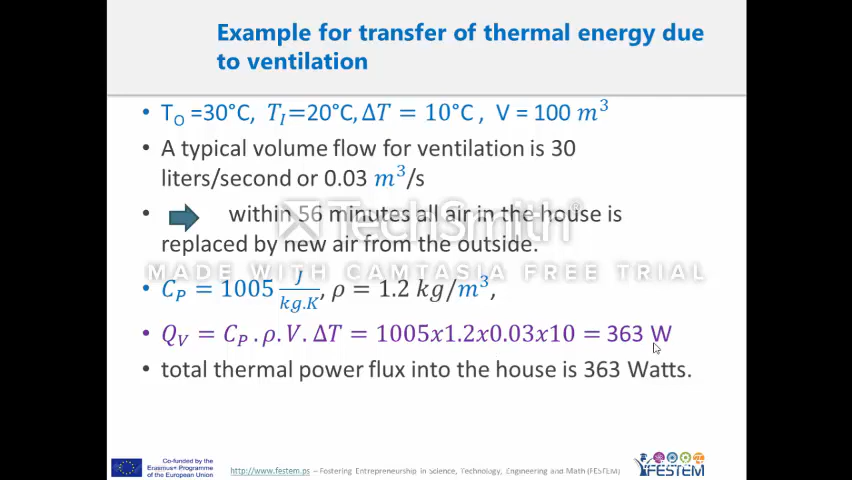 Example for transfer of thermal energy due
to ventilation
• T_O =30°C, T_I=20°C, ΔT = 10°C , V = 100 m³
• A typical volume flow for ventilation is 30
liters/second or 0.03 m³/s
• within 56 minutes all air in the house is
replaced by new air from the outside.
TechSmith®
MADE WITH CAMTASIA FREE TRIAL
• C_P = 1005 J/kg.K, ρ = 1.2 kg/m³,
• Q_V = C_P . ρ. V. ΔT = 1005x1.2x0.03x10 = 363 W
• total thermal power flux into the house is 363 Watts.
Co-funded by the
Erasmus+ Programme
of the European Union
http://www.festem.ps – Fostering Entrepreneurship in Science, Technology, Engineering and Math (FESTEM)
FESTEM